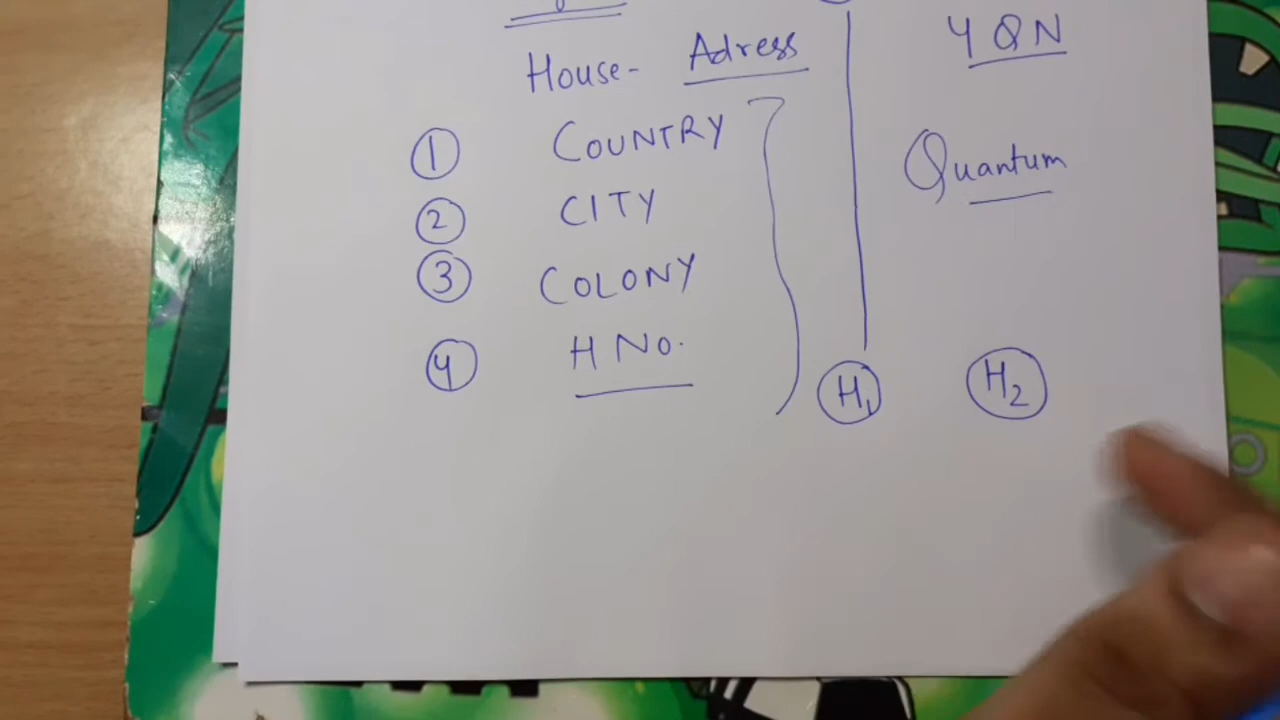 House- Adress
① COUNTRY
② CITY
③ COLONY
④ H No.
4 QN
Quantum
H₁ H₂